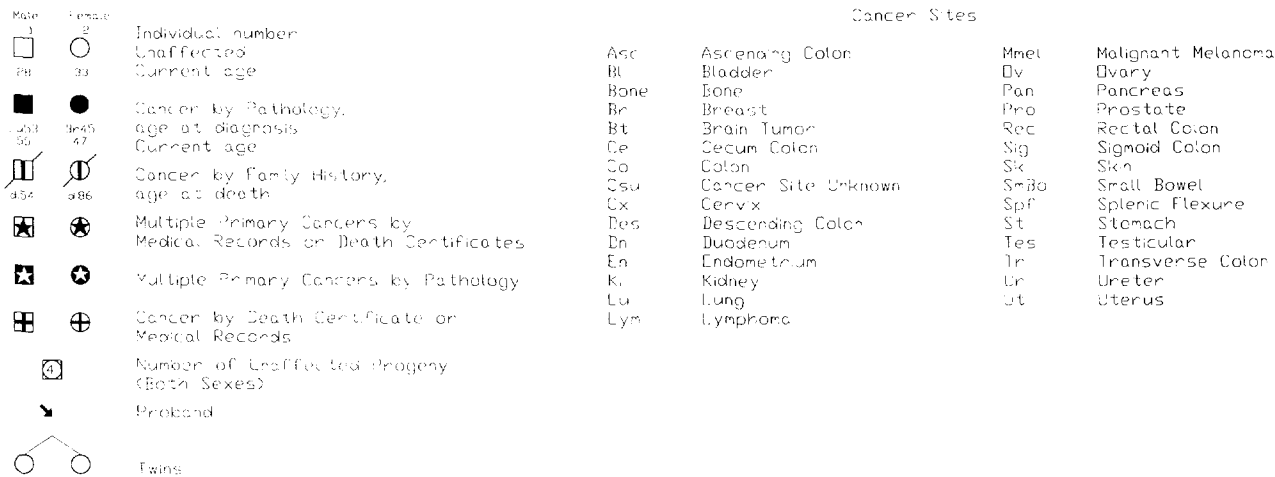 Male Female
1 2
Individual number
Unaffected
28 33 Current age
Cancer by Pathology,
Lu53 Br45 age at diagnosis
55 47 Current age
Cancer by Family History,
d.54 d.86 age at death
Multiple Primary Cancers by
Medical Records or Death Certificates
Multiple Primary Cancers by Pathology
Cancer by Death Certificate or
Medical Records
4 Number of Unaffected Progeny
(Both Sexes)
Proband
Twins
Cancer Sites
Asc Ascending Colon
Bl Bladder
Bone Bone
Br Breast
Bt Brain Tumor
Ce Cecum Colon
Co Colon
Csu Cancer Site Unknown
Cx Cervix
Des Descending Colon
Dn Duodenum
En Endometrium
Ki Kidney
Lu Lung
Lym Lymphoma
Mmel Malignant Melanoma
Ov Ovary
Pan Pancreas
Pro Prostate
Rec Rectal Colon
Sig Sigmoid Colon
Sk Skin
SmBo Small Bowel
Spf Splenic Flexure
St Stomach
Tes Testicular
Tr Transverse Colon
Ur Ureter
Ut Uterus